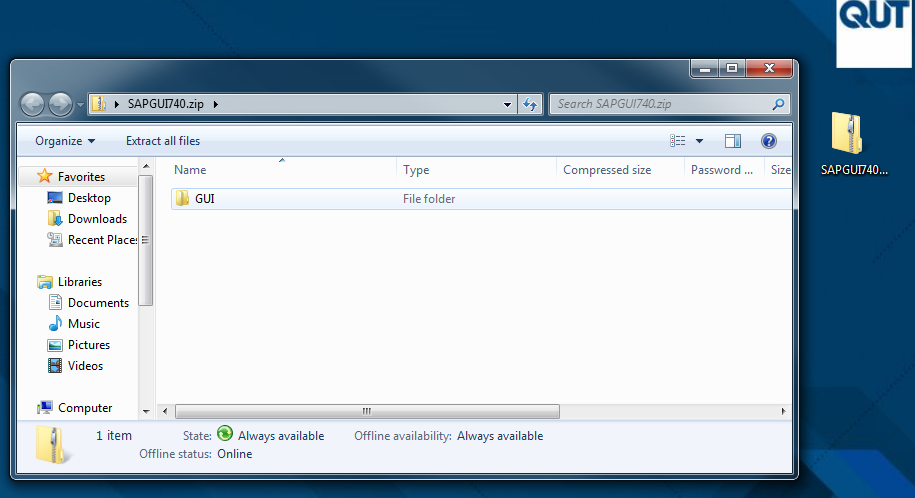 QUT
SAPGUI740.zip
Search SAPGUI740.zip
Organize
Extract all files
SAPGUI740...
Name
Type
Compressed size
Password ...
Size
GUI
File folder
Favorites
Desktop
Downloads
Recent Places
Libraries
Documents
Music
Pictures
Videos
Computer
1 item
State:
Always available
Offline availability:
Always available
Offline status:
Online